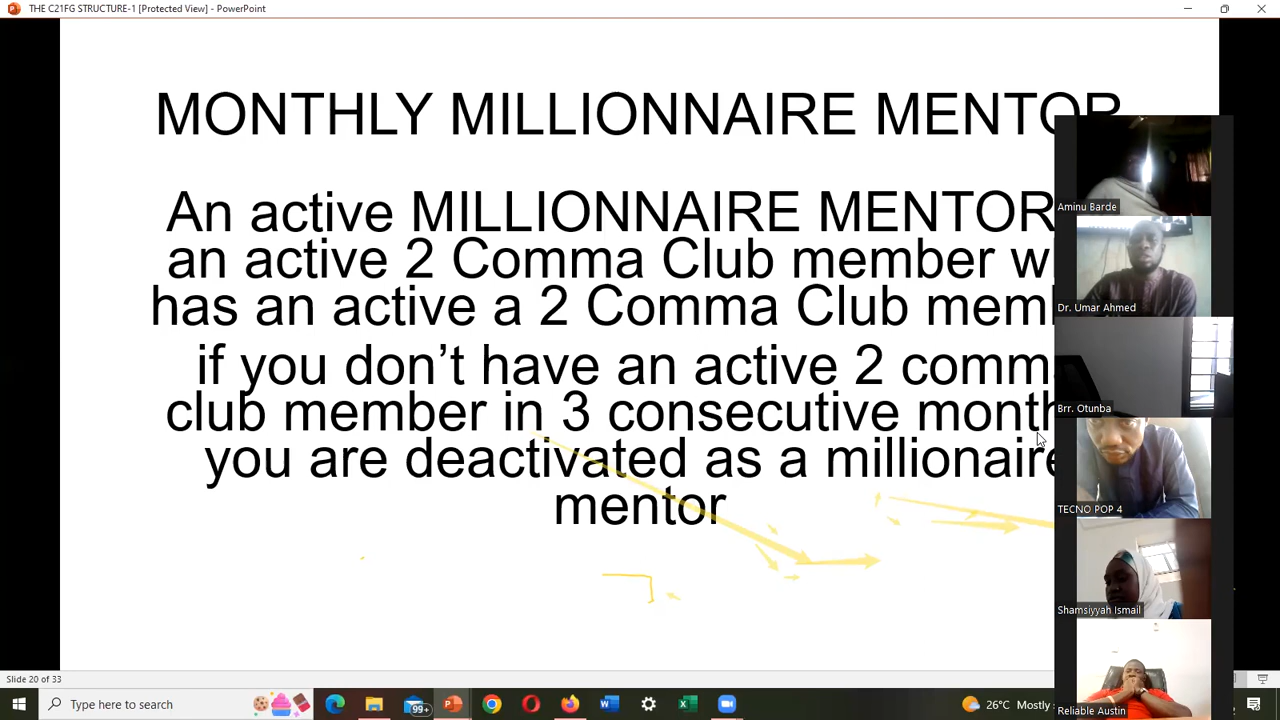 THE C21FG STRUCTURE-1 [Protected View] - PowerPoint
MONTHLY MILLIONNAIRE MENTOR
An active MILLIONNAIRE MENTOR
an active 2 Comma Club member
has an active a 2 Comma Club
if you don’t have an active 2
club member in 3 consecutive
you are deactivated as a millionaire
mentor
Aminu Barde
Dr. Umar Ahmed
Brr. Otunba
TECNO POP 4
Shamsiyyah Ismail
Reliable Austin
Slide 20 of 33
Type here to search
99+
26°C Mostly